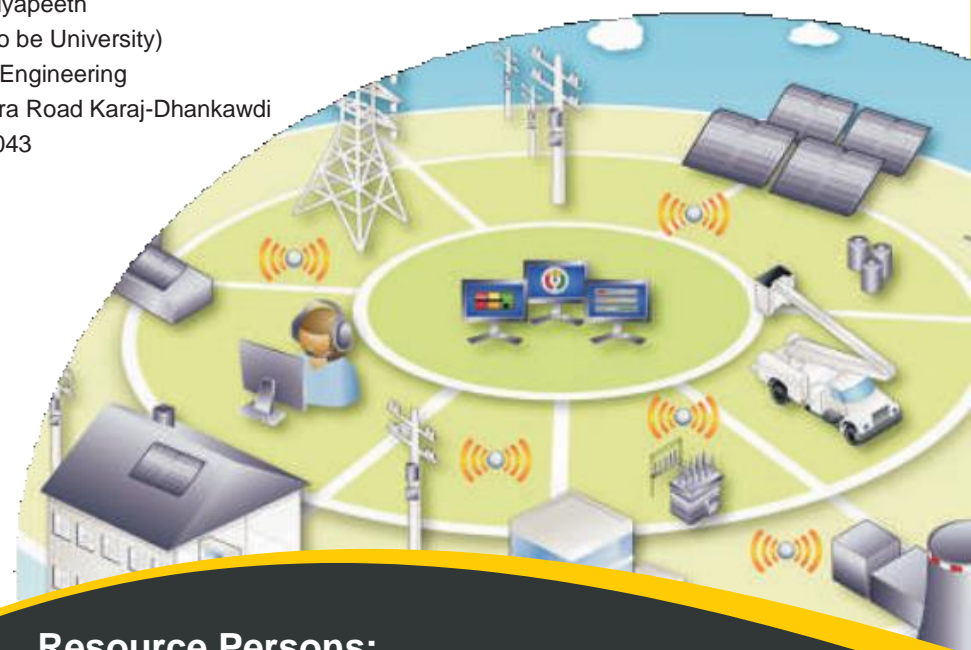 yapeeth
o be University)
Engineering
ra Road Karaj-Dhankawdi
043
Resource Persons: